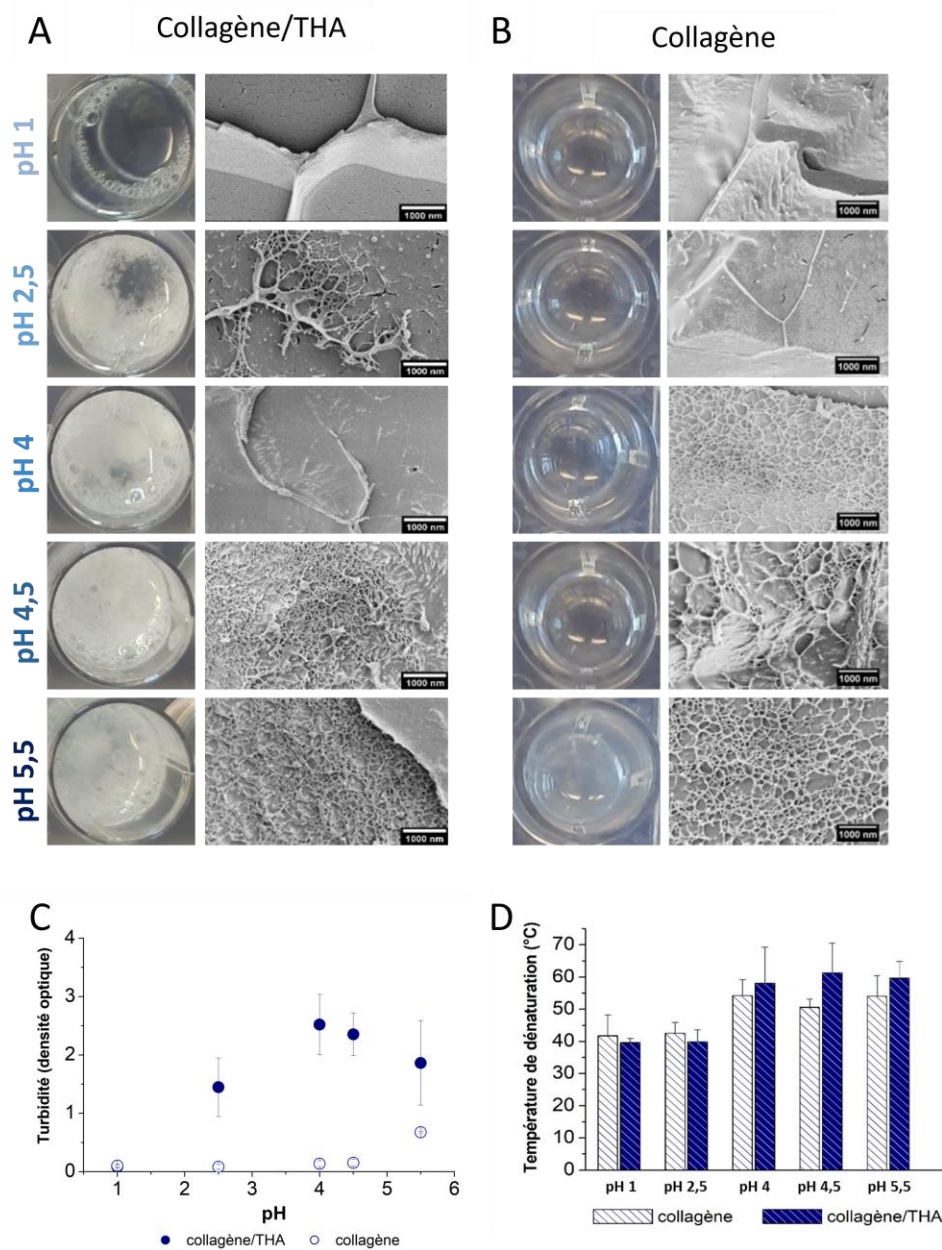 A
Collagène/THA
B
Collagène
pH 1
1000 nm
1000 nm
pH 2,5
1000 nm
1000 nm
pH 4
1000 nm
1000 nm
pH 4,5
1000 nm
1000 nm
pH 5,5
1000 nm
1000 nm
C
Turbidité (densité optique)
4
3
2
1
0
1 2 3 4 5 6
pH
collagène/THA collagène
D
Température de dénaturation (°C)
80
70
60
50
40
30
20
10
0
pH 1 pH 2,5 pH 4 pH 4,5 pH 5,5
collagène collagène/THA